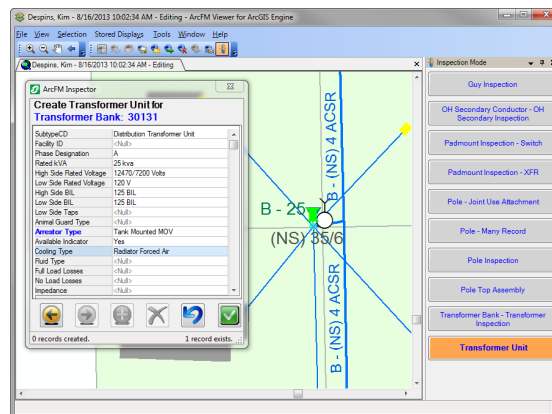 Despins, Kim - 8/16/2013 10:02:34 AM - Editing - ArcFM Viewer for ArcGIS Engine
File View Selection Stored Displays Tools Window Help
Despins, Kim - 8/16/2013 10:02:34 AM - Editing
ArcFM Inspector
Create Transformer Unit for
Transformer Bank: 30131
SubtypeCD Distribution Transformer Unit
Facility ID <Null>
Phase Designation A
Rated kVA 25 kva
High Side Rated Voltage 12470/7200 Volts
Low Side Rated Voltage 120 V
High Side BIL 125 BIL
Low Side BIL 125 BIL
Low Side Taps <Null>
Animal Guard Type <Null>
Arrestor Type Tank Mounted MOV
Available Indicator Yes
Cooling Type Radiator Forced Air
Fluid Type <Null>
Full Load Losses <Null>
No Load Losses <Null>
Impedance <Null>
0 records created. 1 record exists.
B - 25
(NS) 35/6
B - (NS) 4 ACSR
B - (NS) 4 ACSR
Inspection Mode
Guy Inspection
OH Secondary Conductor - OH
Secondary Inspection
Padmount Inspection - Switch
Padmount Inspection - XFR
Pole - Joint Use Attachment
Pole - Many Record
Pole Inspection
Pole Top Assembly
Transformer Bank - Transformer
Inspection
Transformer Unit